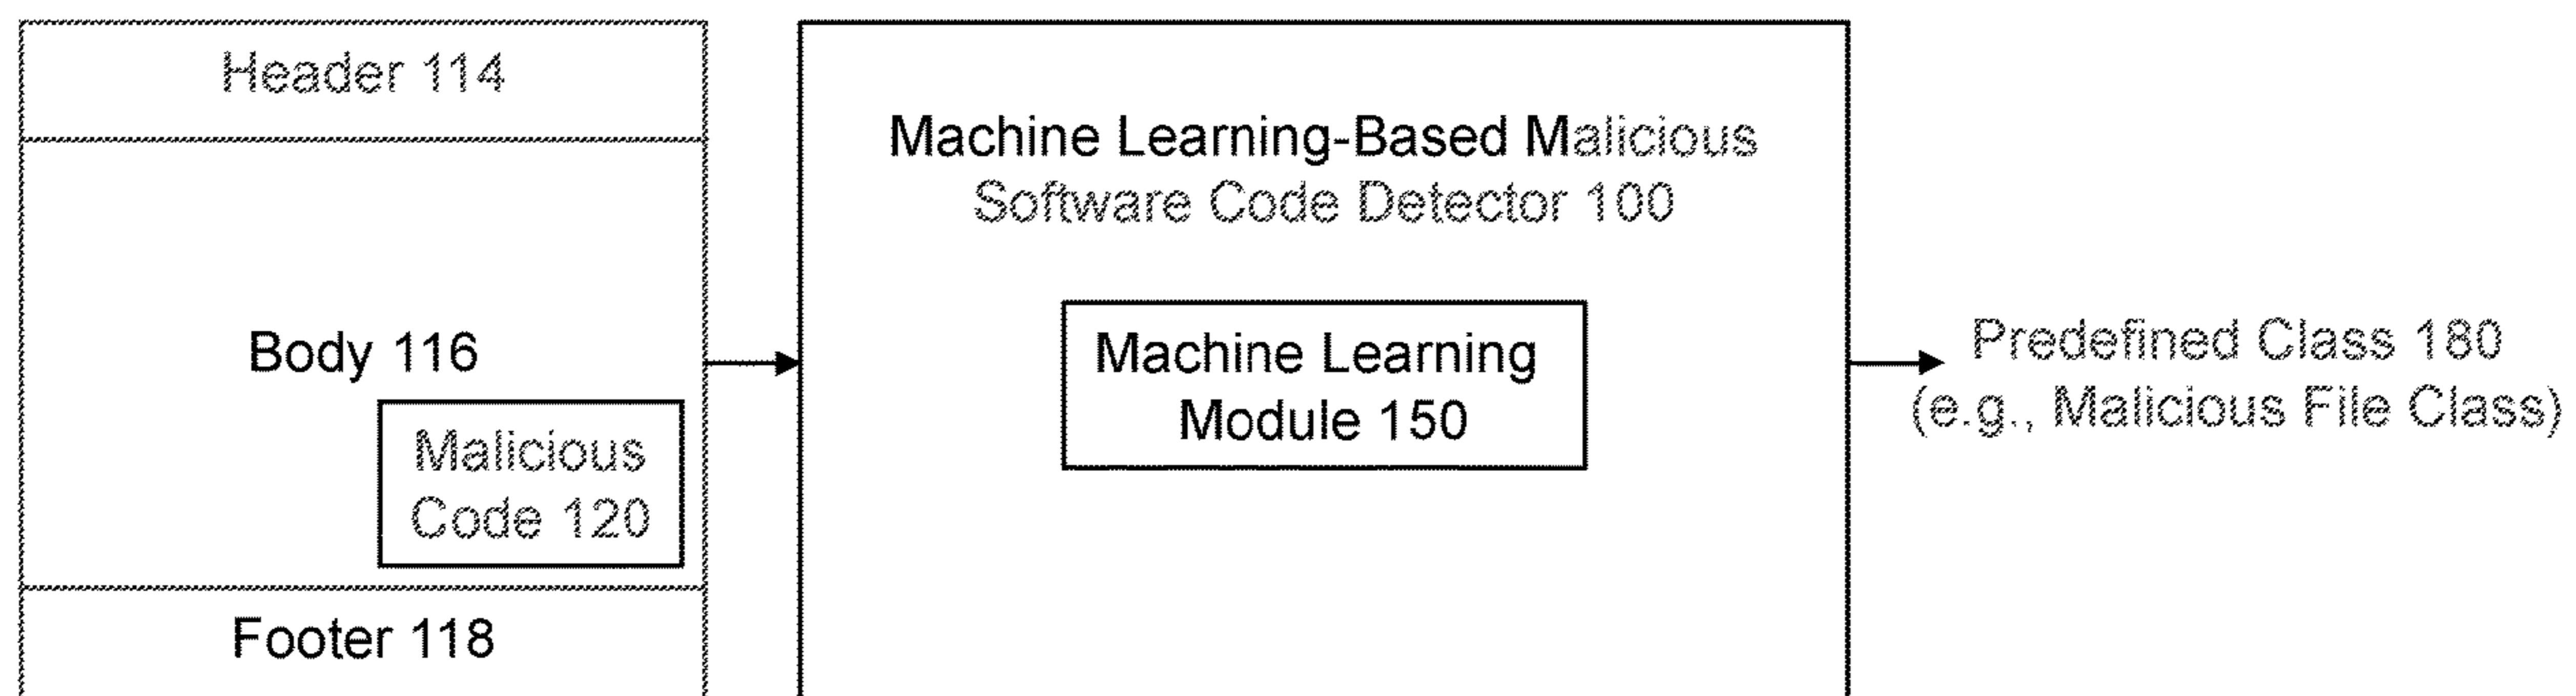 Header 114
Body 116
Malicious
Code 120
Footer 118
Machine Learning-Based Malicious
Software Code Detector 100
Machine Learning
Module 150
Predefined Class 180
(e.g., Malicious File Class)